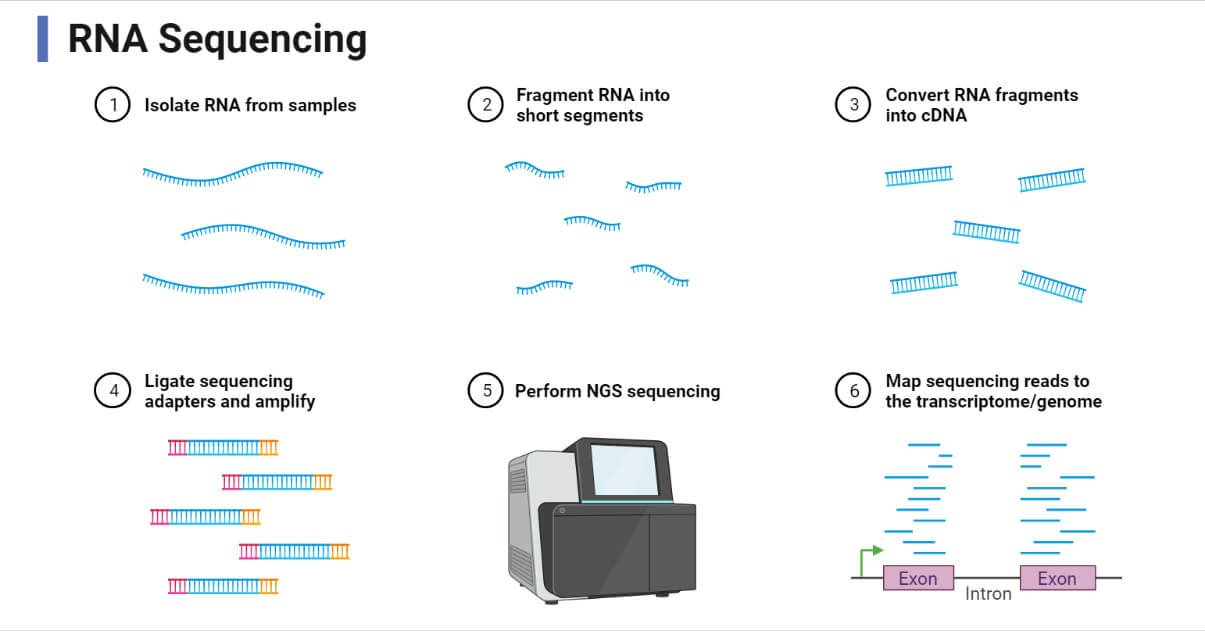 RNA Sequencing
1
Isolate RNA from samples
2
Fragment RNA into
short segments
3
Convert RNA fragments
into cDNA
4
Ligate sequencing
adapters and amplify
5
Perform NGS sequencing
6
Map sequencing reads to
the transcriptome/genome
Exon
Exon
Intron